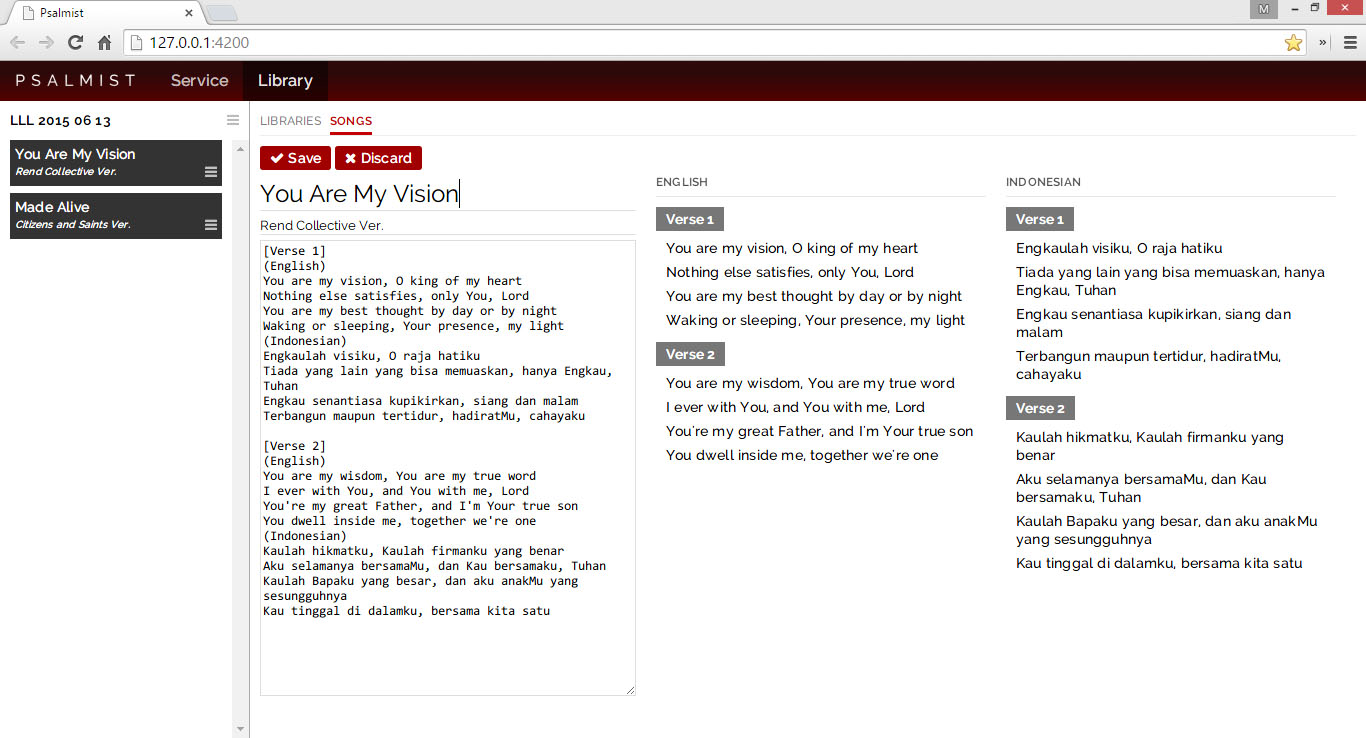 Psalmist
M
127.0.0.1:4200
»
PSALMIST Service Library
LLL 2015 06 13
You Are My Vision
Rend Collective Ver.
Made Alive
Citizens and Saints Ver.
LIBRARIES SONGS
Save Discard
You Are My Vision
Rend Collective Ver.
[Verse 1]
(English)
You are my vision, O king of my heart
Nothing else satisfies, only You, Lord
You are my best thought by day or by night
Waking or sleeping, Your presence, my light
(Indonesian)
Engkaulah visiku, O raja hatiku
Tiada yang lain yang bisa memuaskan, hanya Engkau,
Tuhan
Engkau senantiasa kupikirkan, siang dan malam
Terbangun maupun tertidur, hadiratMu, cahayaku
[Verse 2]
(English)
You are my wisdom, You are my true word
I ever with You, and You with me, Lord
You're my great Father, and I'm Your true son
You dwell inside me, together we're one
(Indonesian)
Kaulah hikmatku, Kaulah firmanku yang benar
Aku selamanya bersamaMu, dan Kau bersamaku, Tuhan
Kaulah Bapaku yang besar, dan aku anakMu yang
sesungguhnya
Kau tinggal di dalamku, bersama kita satu
ENGLISH
Verse 1
You are my vision, O king of my heart
Nothing else satisfies, only You, Lord
You are my best thought by day or by night
Waking or sleeping, Your presence, my light
Verse 2
You are my wisdom, You are my true word
I ever with You, and You with me, Lord
You're my great Father, and I'm Your true son
You dwell inside me, together we're one
INDONESIAN
Verse 1
Engkaulah visiku, O raja hatiku
Tiada yang lain yang bisa memuaskan, hanya
Engkau, Tuhan
Engkau senantiasa kupikirkan, siang dan
malam
Terbangun maupun tertidur, hadiratMu,
cahayaku
Verse 2
Kaulah hikmatku, Kaulah firmanku yang
benar
Aku selamanya bersamaMu, dan Kau
bersamaku, Tuhan
Kaulah Bapaku yang besar, dan aku anakMu
yang sesungguhnya
Kau tinggal di dalamku, bersama kita satu